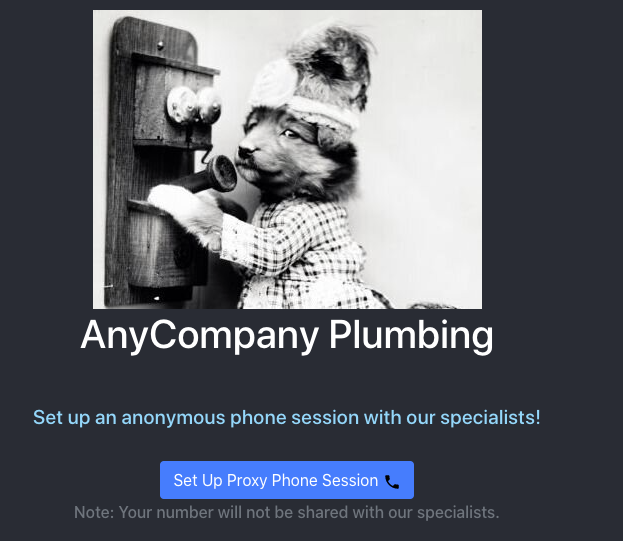 AnyCompany Plumbing
Set up an anonymous phone session with our specialists!
Set Up Proxy Phone Session
Note: Your number will not be shared with our specialists.